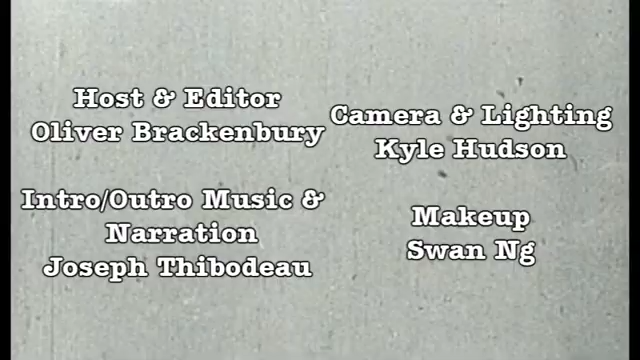 Host & Editor
Oliver Brackenbury
Intro/Outro Music &
Narration
Joseph Thibodeau
Camera & Lighting
Kyle Hudson
Makeup
Swan Ng